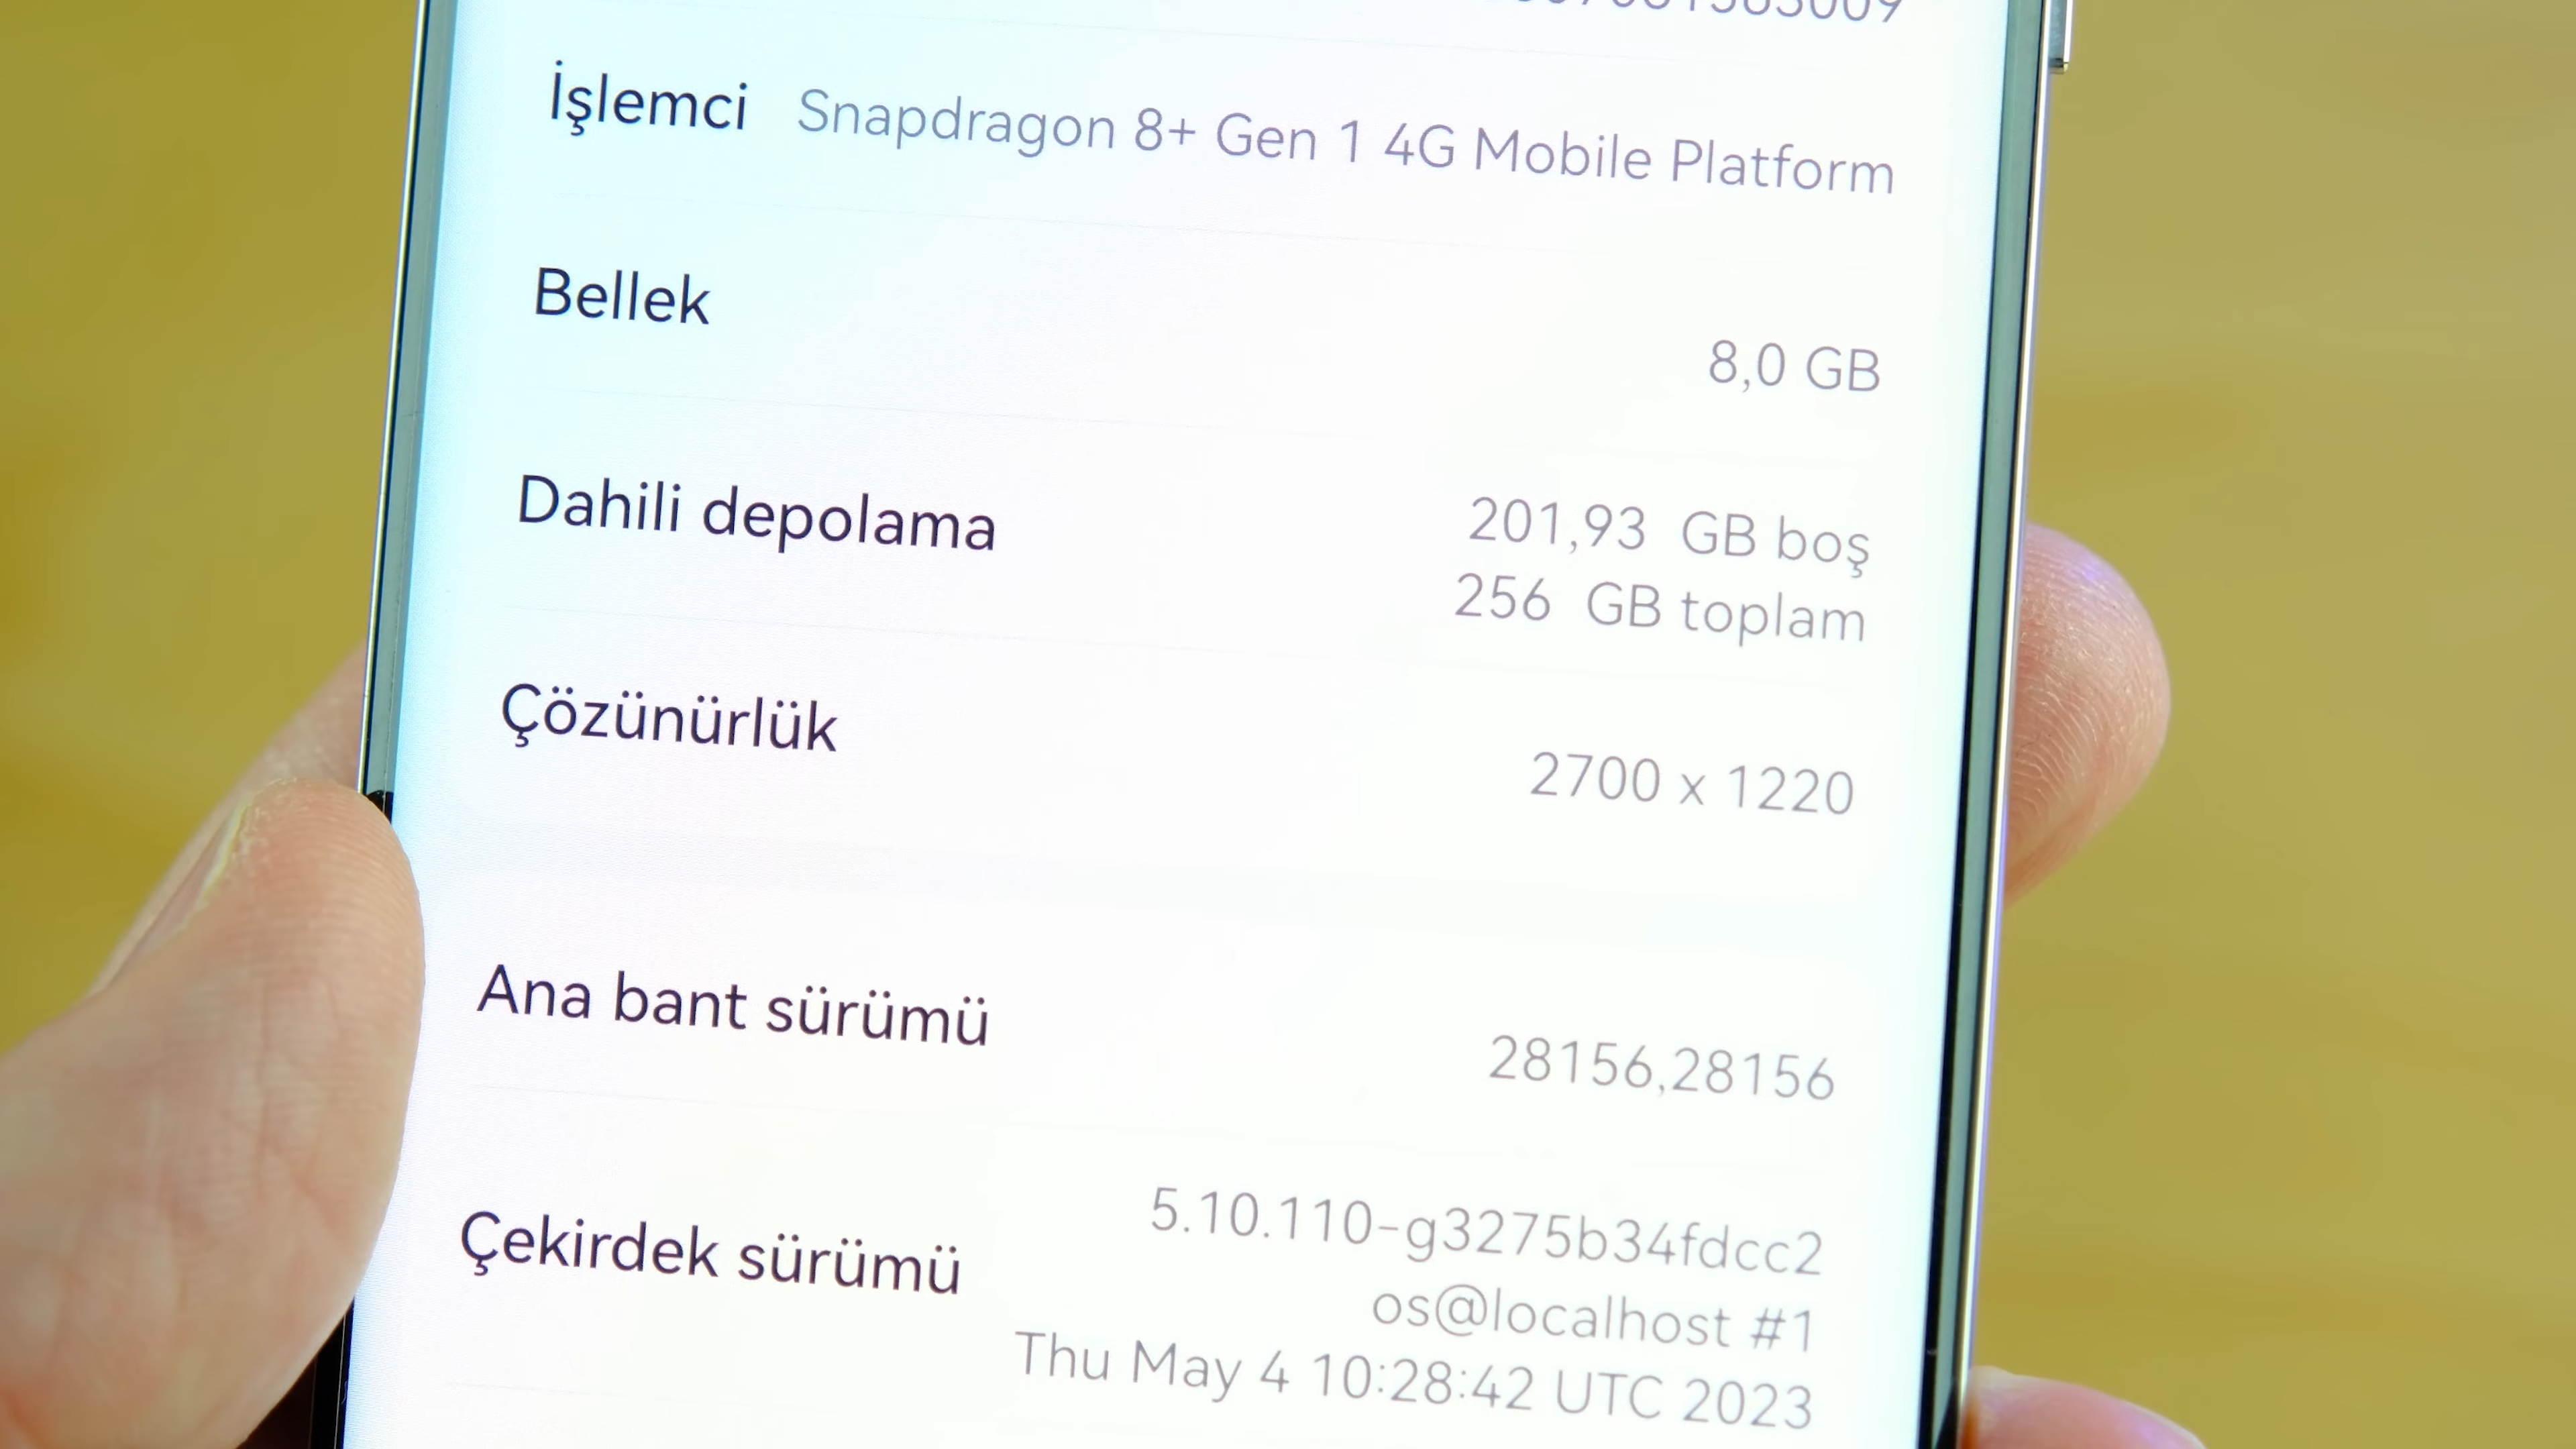 İşlemci Snapdragon 8+ Gen 1 4G Mobile Platform
Bellek
8,0 GB
Dahili depolama
201,93 GB boş
256 GB toplam
Çözünürlük
2700 x 1220
Ana bant sürümü
28156,28156
Çekirdek sürümü
5.10.110-g3275b34fdcc2
os@localhost #1
Thu May 4 10:28:42 UTC 2023